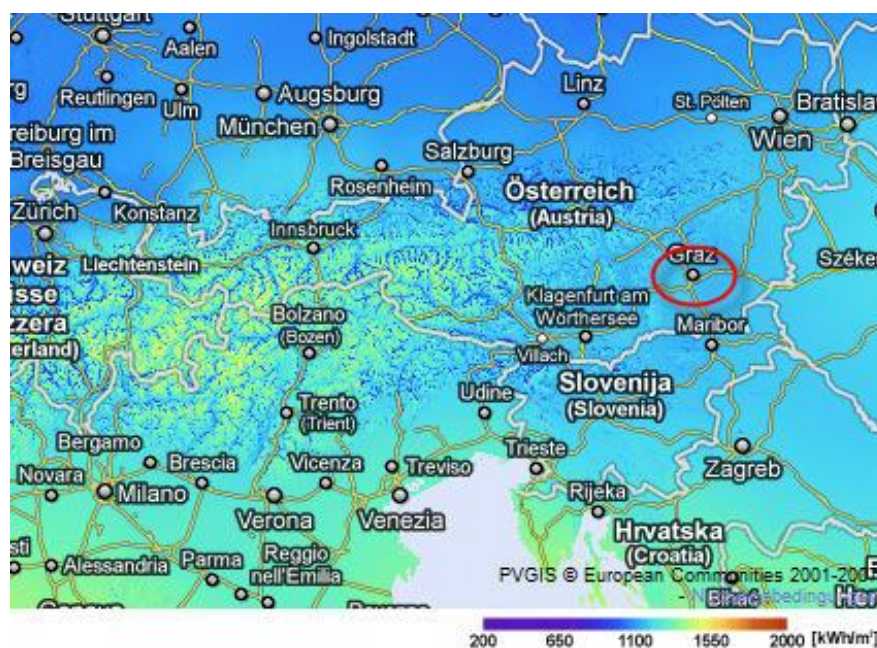 Stuttgart
Aalen
Ingolstadt
Reutlingen
Ulm
Augsburg
Linz
St. Pölten
Bratisla
Wien
reiburg im
Breisgau
München
Salzburg
Rosenheim
Zürich
Konstanz
Innsbruck
Österreich
(Austria)
Graz
Széke
weiz
Liechtenstein
isse
zzera
erland)
Bolzano
(Bozen)
Klagenfurt am
Wörthersee
Villach
Maribor
Slovenija
(Slovenia)
Trento
(Trient)
Udine
Bergamo
Brescia
Vicenza
Treviso
Trieste
Zagreb
Novara
Milano
Verona
Venezia
Rijeka
Hrvatska
(Croatia)
sti
Alessandria
Parma
Reggio
nell'Emilia
PVGIS © European Communities 2001-200
200 650 1100 1550 2000 [kWh/m²]